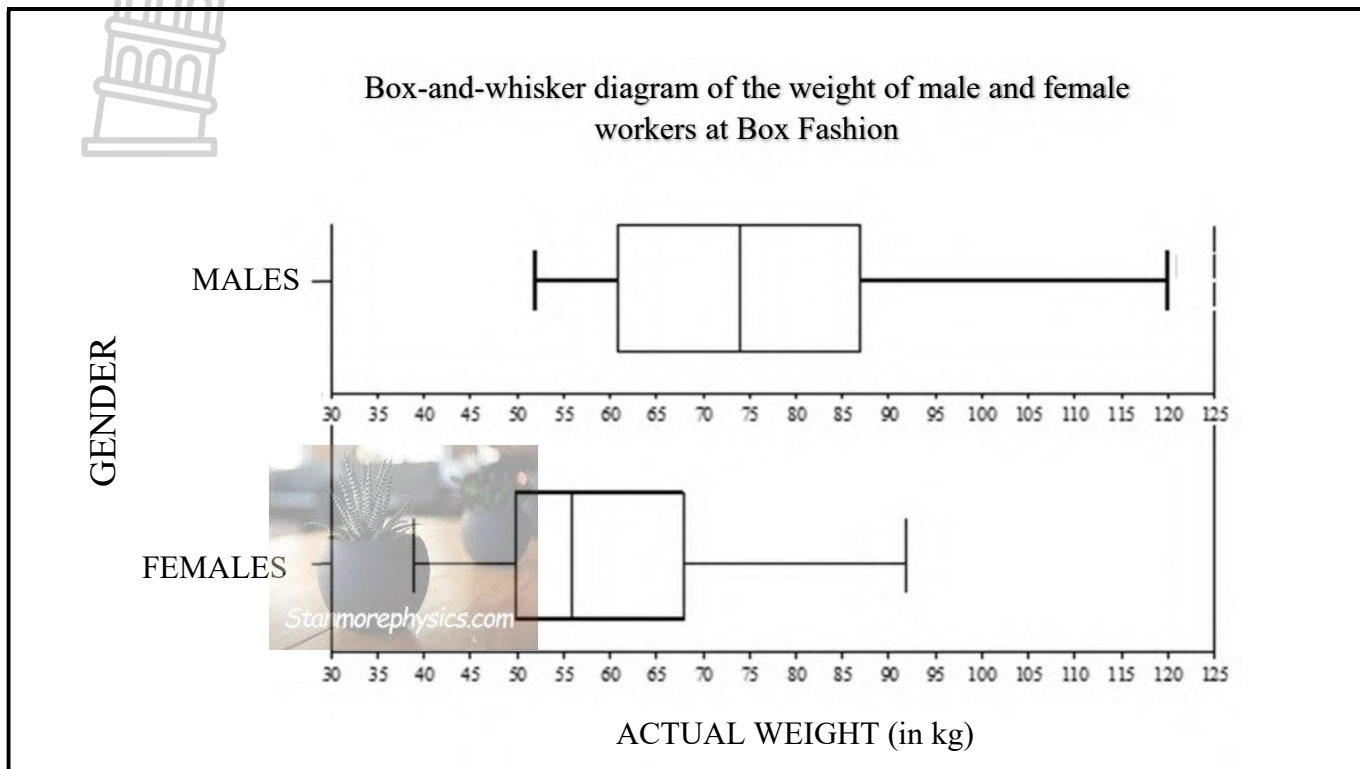 Box-and-whisker diagram of the weight of male and female
workers at Box Fashion
MALES
30 35 40 45 50 55 60 65 70 75 80 85 90 95 100 105 110 115 120 125
GENDER
FEMALES
Stanmorephysics.com
30 35 40 45 50 55 60 65 70 75 80 85 90 95 100 105 110 115 120 125
ACTUAL WEIGHT (in kg)